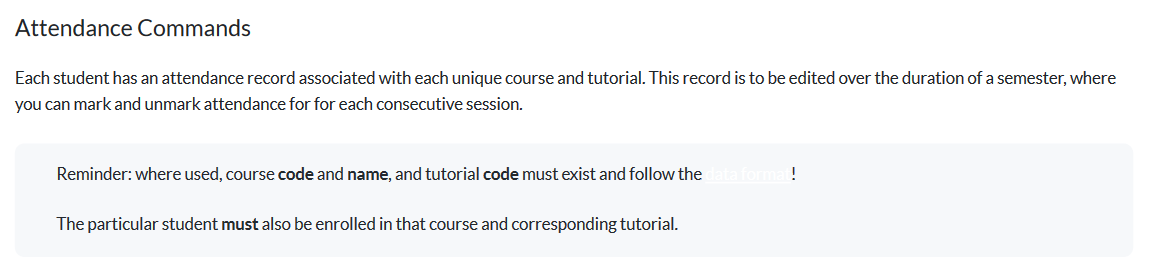 Attendance Commands
Each student has an attendance record associated with each unique course and tutorial. This record is to be edited over the duration of a semester, where
you can mark and unmark attendance for for each consecutive session.
Reminder: where used, course code and name, and tutorial code must exist and follow the data format!
The particular student must also be enrolled in that course and corresponding tutorial.